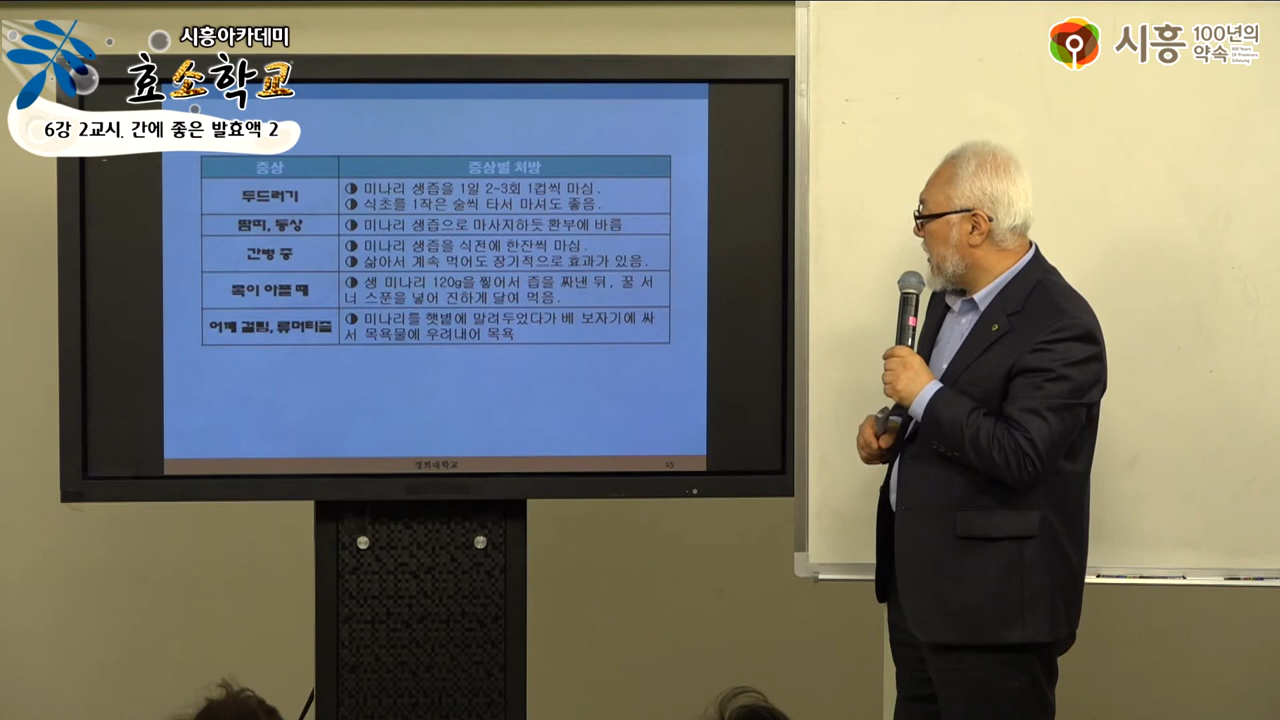 시흥아카데미
효소학교
6강 2교시. 간에 좋은 발효액 2
시흥 100년의
약속
증상 증상별 처방
두드러기
◑ 미나리 생즙을 1일 2-3회 1컵씩 마심.
◑ 식초를 1작은 술씩 타서 마셔도 좋음.
땀띠, 동상 ◑ 미나리 생즙으로 마사지하듯 환부에 바름
간병 중
◑ 미나리 생즙을 식전에 한잔씩 마심.
◑ 삶아서 계속 먹어도 장기적으로 효과가 있음.
목이 아플 때
◑ 생 미나리 120g을 찧어서 즙을 짜낸 뒤, 꿀 서
너 스푼을 넣어 진하게 달여 먹음.
어깨 결림, 류머티즘
◑ 미나리를 햇볕에 말려두었다가 베 보자기에 싸
서 목욕물에 우려내어 목욕
경희대학교 15